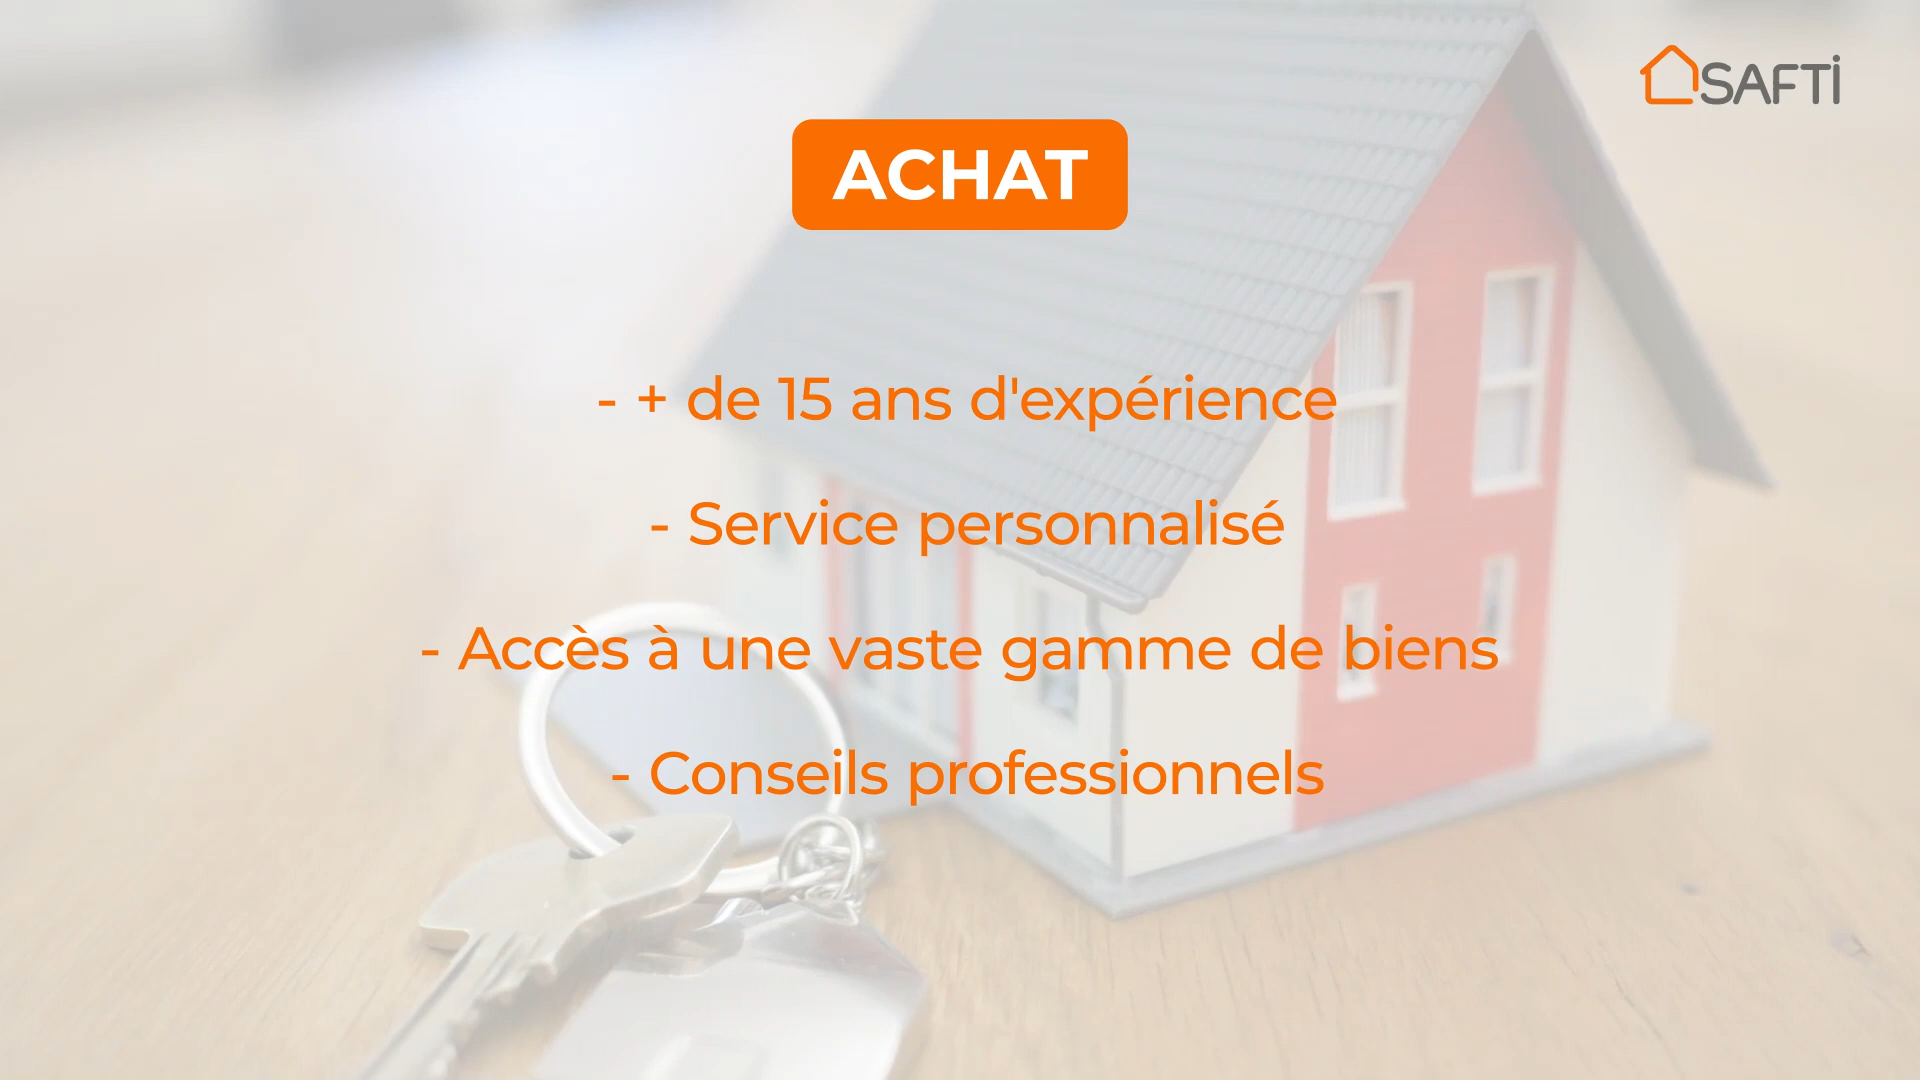 SAFTI
ACHAT
- + de 15 ans d'expérience
- Service personnalisé
- Accès à une vaste gamme de biens
- Conseils professionnels